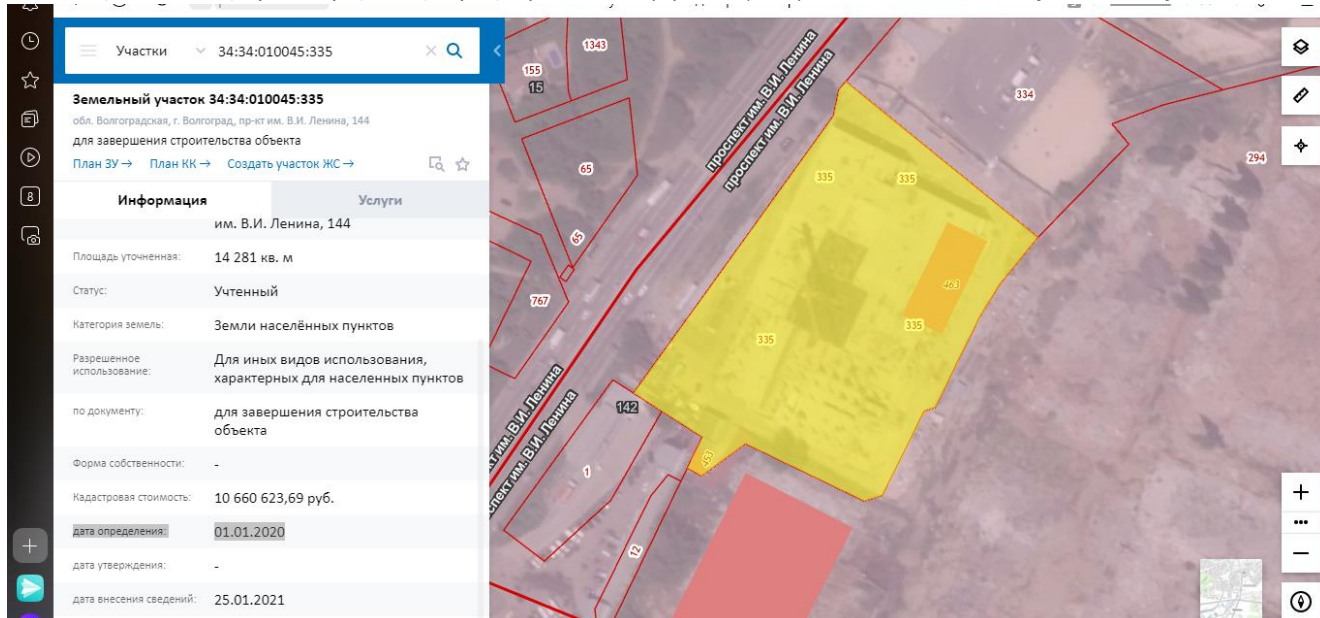 Участки 34:34:010045:335
Земельный участок 34:34:010045:335
обл. Волгоградская, г. Волгоград, пр-кт им. В.И. Ленина, 144
для завершения строительства объекта
План ЗУ → План КК → Создать участок ЖС →
Информация Услуги
им. В.И. Ленина, 144
Площадь уточненная: 14 281 кв. м
Статус: Учтенный
Категория земель: Земли населённых пунктов
Разрешенное
использование:
Для иных видов использования,
характерных для населенных пунктов
по документу: для завершения строительства
объекта
Форма собственности: -
Кадастровая стоимость: 10 660 623,69 руб.
дата определения: 01.01.2020
дата утверждения: -
дата внесения сведений: 25.01.2021
8
1343
155
15
65
65
767
проспект им. В.И. Ленина
проспект им. В.И. Ленина
334
294
335
335
463
335
335
142
кт им. В.И. Ленина
спект им. В.И. Ленина
453
1
12